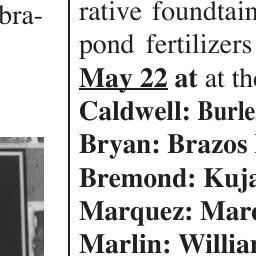 bra-
rative foundtain
pond fertilizers
May 22 at at the
Caldwell: Burle
Bryan: Brazos
Bremond: Kuja
Marquez: Marq
Marlin: William